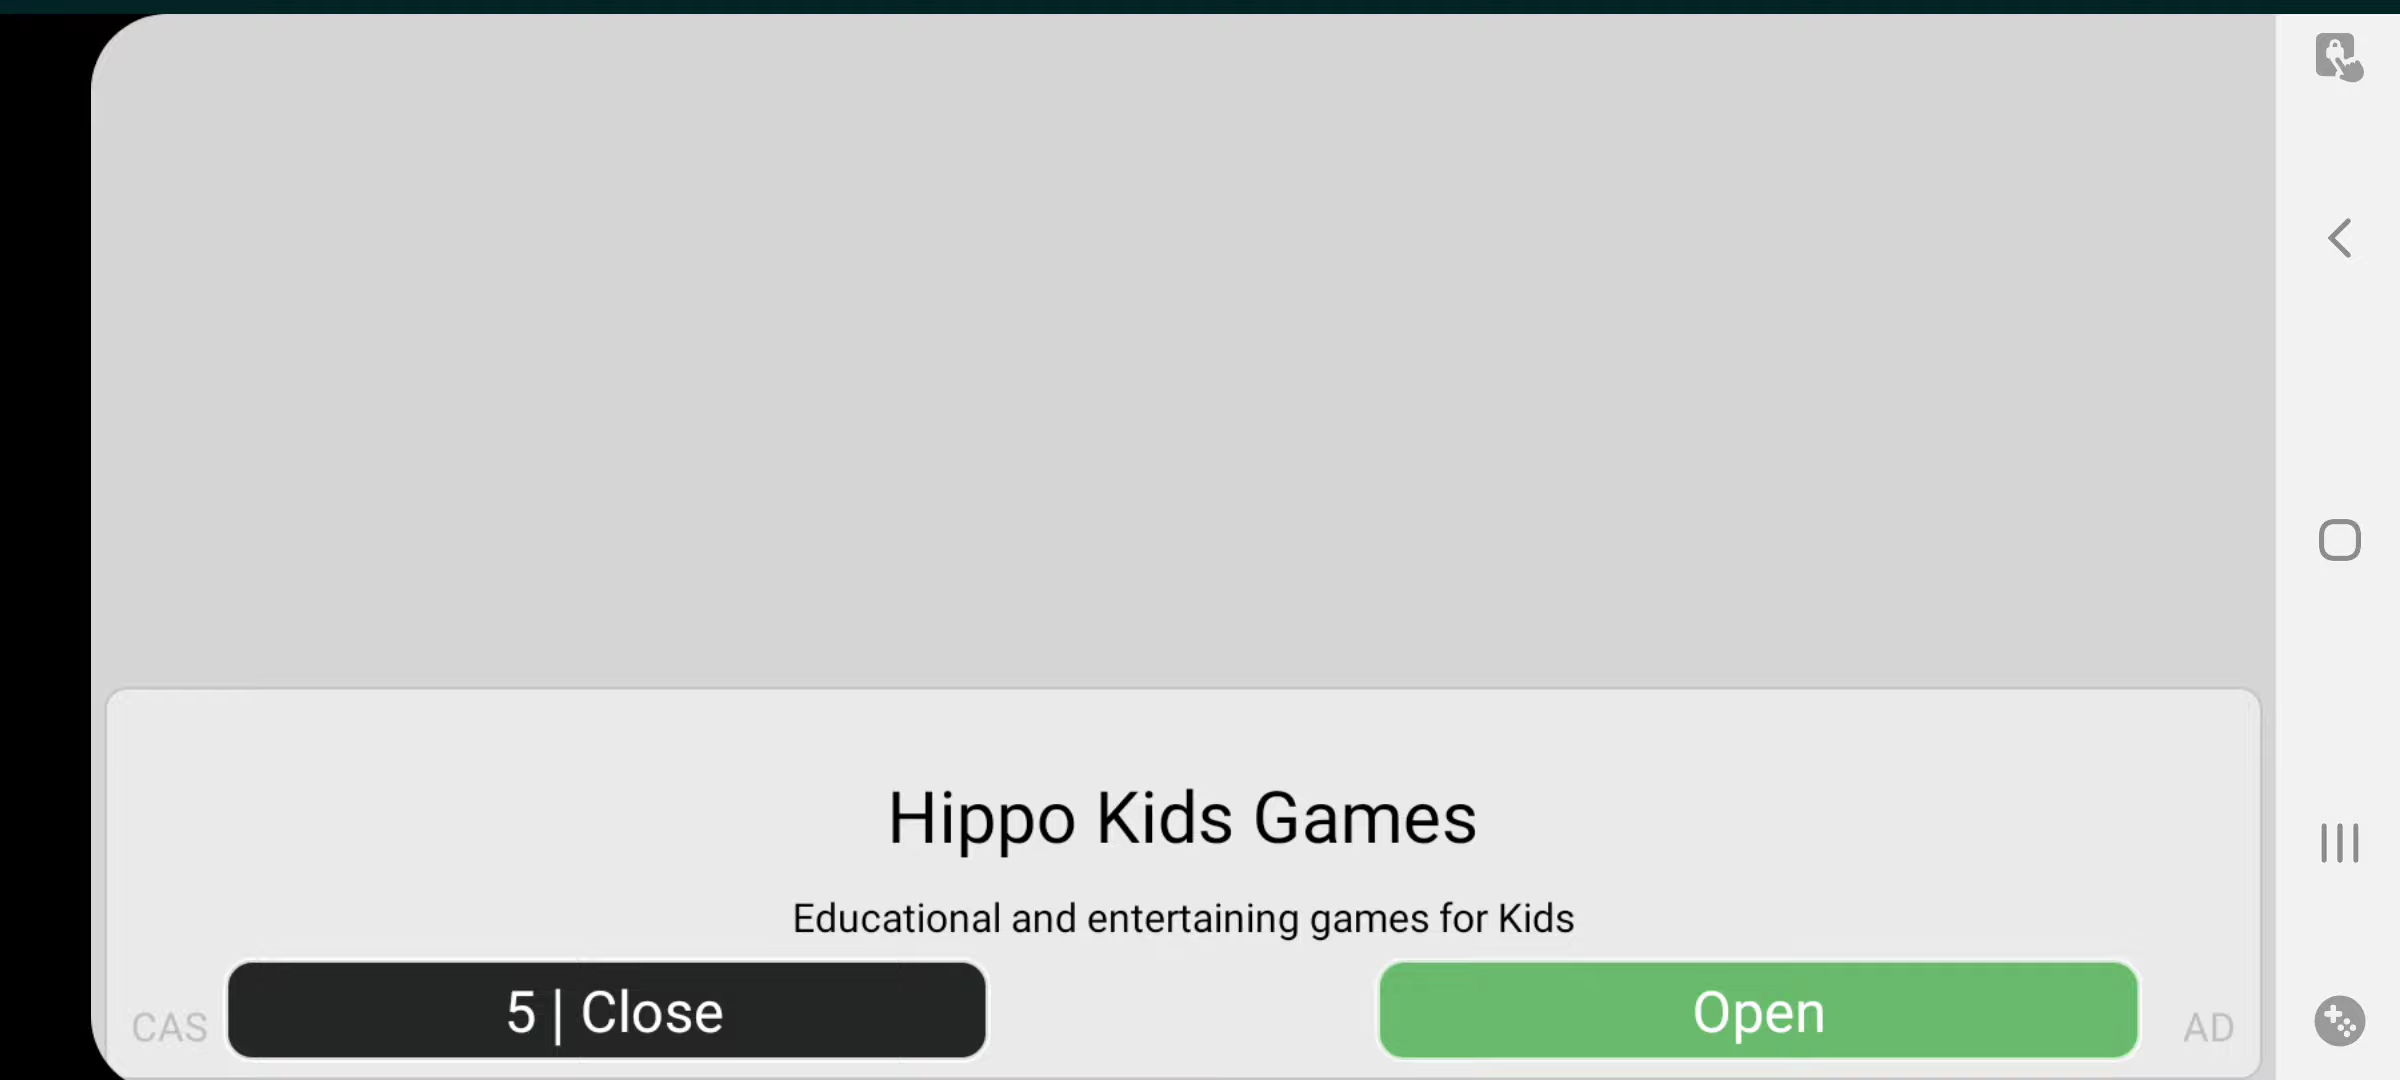 Hippo Kids Games
Educational and entertaining games for Kids
CAS
5 | Close
Open
AD